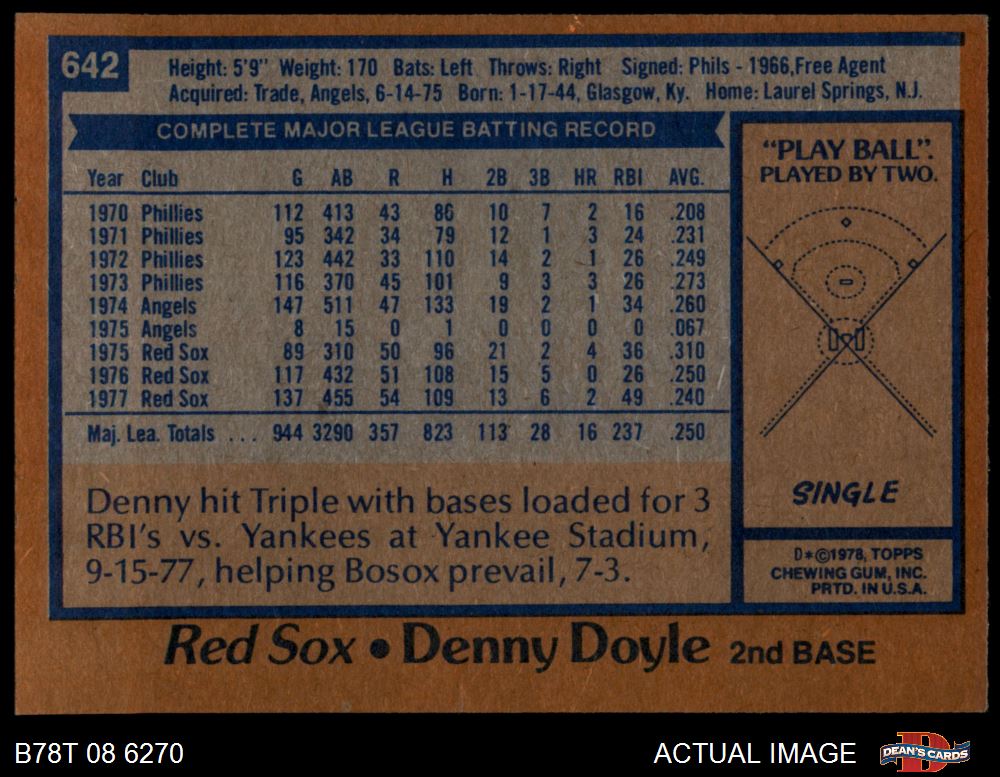 642
Height: 5'9" Weight: 170 Bats: Left Throws: Right Signed: Phils - 1966, Free Agent
Acquired: Trade, Angels, 6-14-75 Born: 1-17-44, Glasgow, Ky. Home: Laurel Springs, N.J.
COMPLETE MAJOR LEAGUE BATTING RECORD
Year Club G AB R H 2B 3B HR RBI AVG.
1970 Phillies 112 413 43 86 10 7 2 16 .208
1971 Phillies 95 342 34 79 12 1 3 24 .231
1972 Phillies 123 442 33 110 14 2 1 26 .249
1973 Phillies 116 370 45 101 9 3 3 26 .273
1974 Angels 147 511 47 133 19 2 1 34 .260
1975 Angels 8 15 0 1 0 0 0 0 .067
1975 Red Sox 89 310 50 96 21 2 4 36 .310
1976 Red Sox 117 432 51 108 15 5 0 26 .250
1977 Red Sox 137 455 54 109 13 6 2 49 .240
Maj. Lea. Totals ... 944 3290 357 823 113 28 16 237 .250
Denny hit Triple with bases loaded for 3
RBI's vs. Yankees at Yankee Stadium,
9-15-77, helping Bosox prevail, 7-3.
"PLAY BALL".
PLAYED BY TWO.
SINGLE
D*©1978, TOPPS
CHEWING GUM, INC.
PRTD. IN U.S.A.
Red Sox • Denny Doyle 2nd BASE
B78T 08 6270
ACTUAL IMAGE
D
DEAN'S CARDS